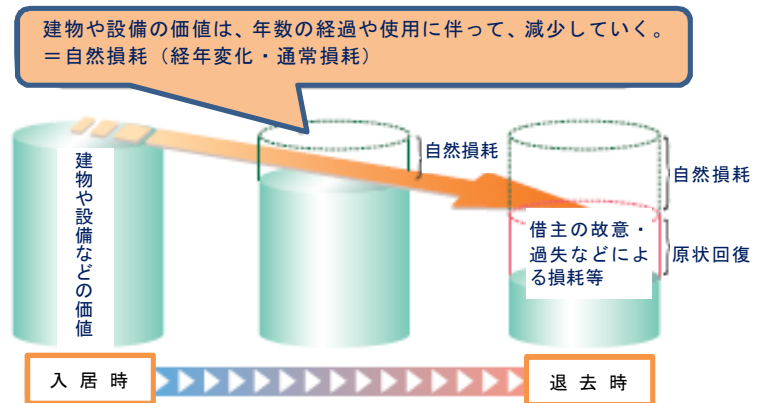 建物や設備の価値は、年数の経過や使用に伴って、減少していく。
＝自然損耗（経年変化・通常損耗）
建物や設備などの価値
自然損耗
自然損耗
借主の故意・
過失などによ
る損耗等
原状回復
入居時
退去時